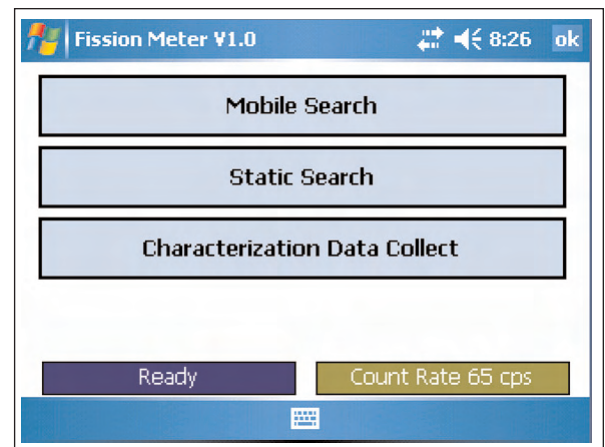 Fission Meter V1.0 8:26 ok
Mobile Search
Static Search
Characterization Data Collect
Ready Count Rate 65 cps